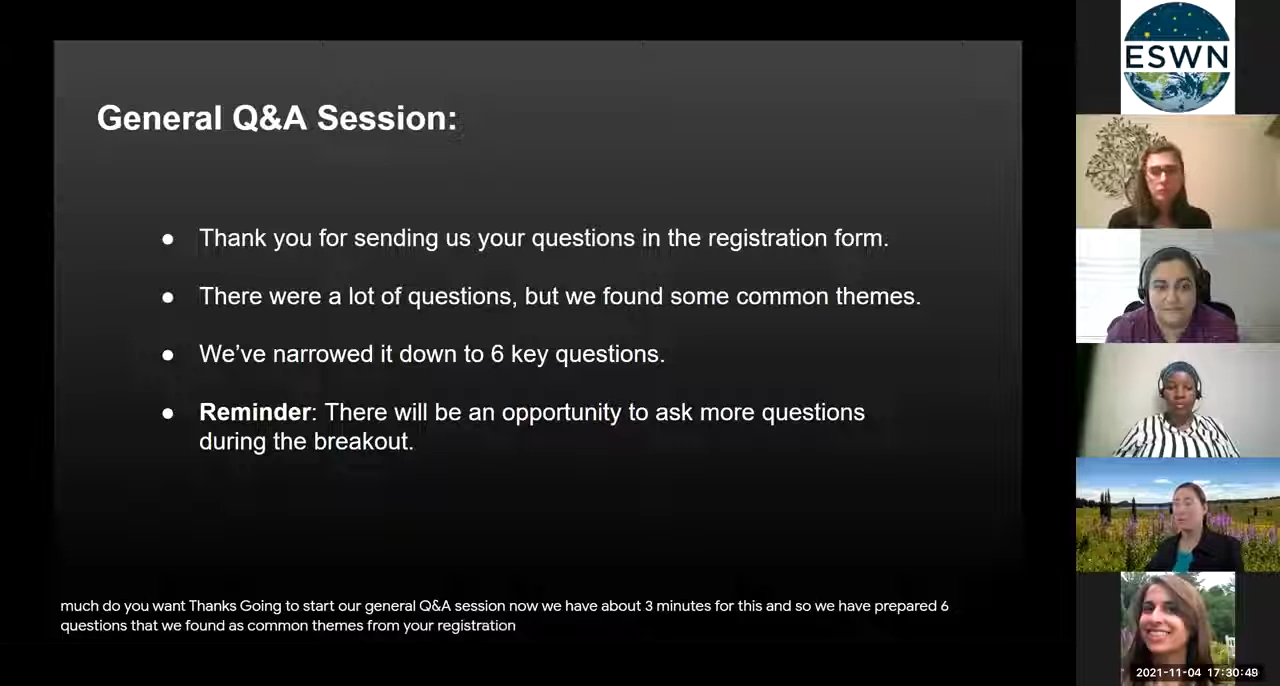 General Q&A Session:
● Thank you for sending us your questions in the registration form.
● There were a lot of questions, but we found some common themes.
● We've narrowed it down to 6 key questions.
● Reminder: There will be an opportunity to ask more questions
during the breakout.
much do you want Thanks Going to start our general Q&A session now we have about 3 minutes for this and so we have prepared 6
questions that we found as common themes from your registration
ESWN
2021-11-04 17:30:49